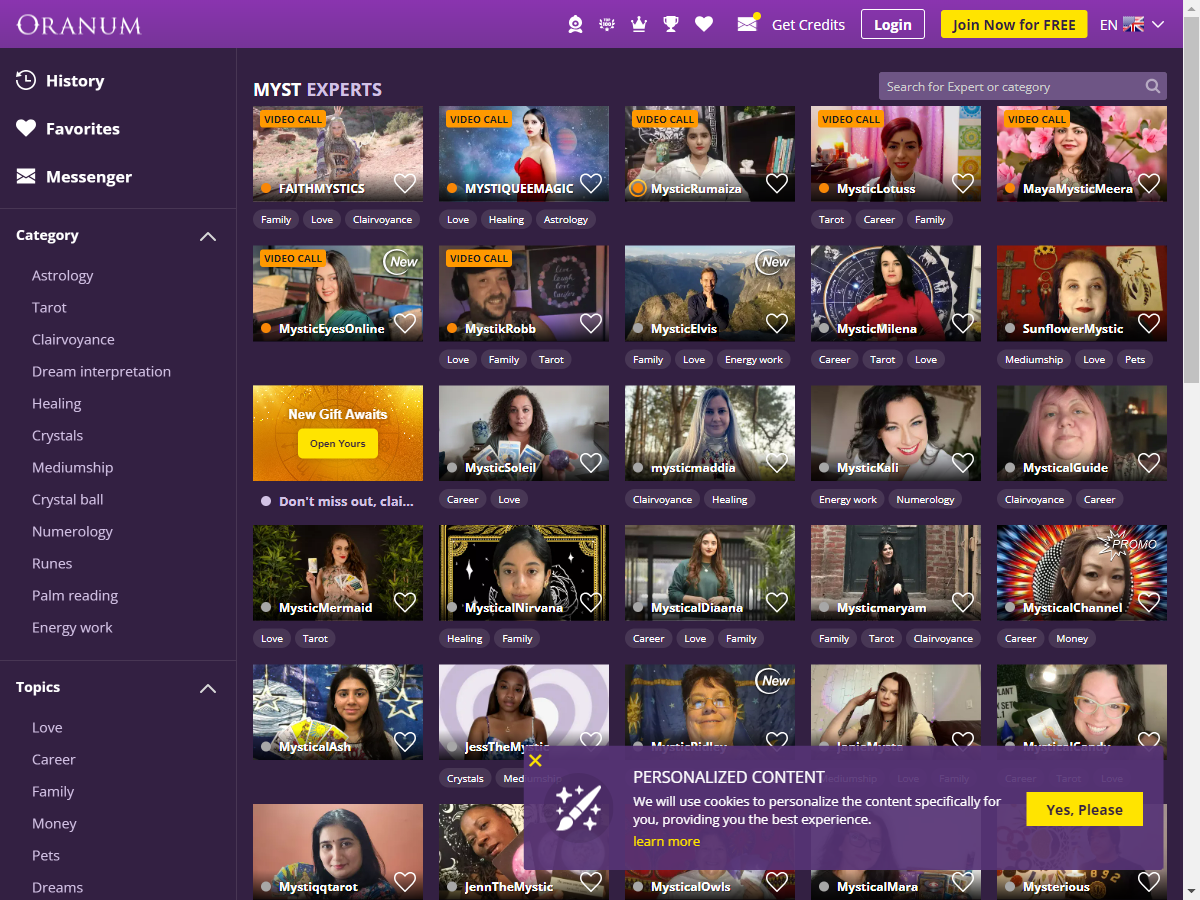 ORANUM
Get Credits
Login
Join Now for FREE
EN
History
Favorites
Messenger
Category
Astrology
Tarot
Clairvoyance
Dream interpretation
Healing
Crystals
Mediumship
Crystal ball
Numerology
Runes
Palm reading
Energy work
Topics
Love
Career
Family
Money
Pets
Dreams
MYST EXPERTS
Search for Expert or category
VIDEO CALL
FAITHMYSTICS
Family Love Clairvoyance
VIDEO CALL
MYSTIQUEEMAGIC
Love Healing Astrology
VIDEO CALL
MysticRumaiza
VIDEO CALL
MysticLotuss
Tarot Career Family
VIDEO CALL
MayaMysticMeera
VIDEO CALL
New
MysticEyesOnline
VIDEO CALL
MystikRobb
Love Family Tarot
New
MysticElvis
Family Love Energy work
MysticMilena
Career Tarot Love
SunflowerMystic
Mediumship Love Pets
New Gift Awaits
Open Yours
Don't miss out, clai...
MysticSoleil
Career Love
mysticmaddia
Clairvoyance Healing
MysticKali
Energy work Numerology
MysticalGuide
Clairvoyance Career
MysticMermaid
Love Tarot
MysticalNirvana
Healing Family
MysticalDiaana
Career Love Family
Mysticmaryam
Family Tarot Clairvoyance
PROMO
MysticalChannel
Career Money
MysticalAsh
JessTheMystic
Crystals Mediumship
New
MysticRidley
JanieMysts
Mediumship Love Family
MysticalCandy
Career Tarot Love
Mystiqqtarot
JennTheMystic
MysticalOwls
MysticalMara
Mysterious
PERSONALIZED CONTENT
We will use cookies to personalize the content specifically for
you, providing you the best experience.
learn more
Yes, Please